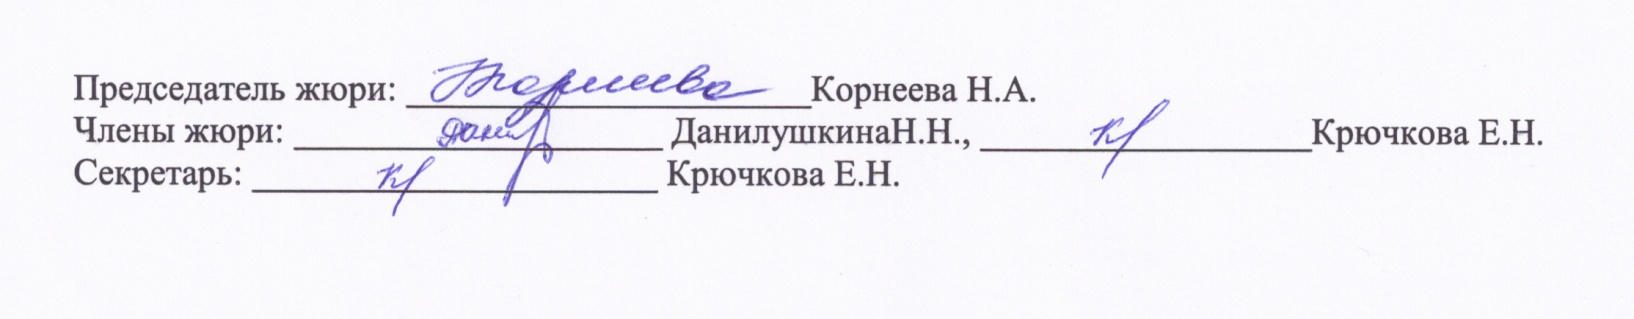 Председатель жюри: ______________________Корнеева Н.А.
Члены жюри: ____________________ ДанилушкинаН.Н., __________________Крючкова Е.Н.
Секретарь: ______________________ Крючкова Е.Н.